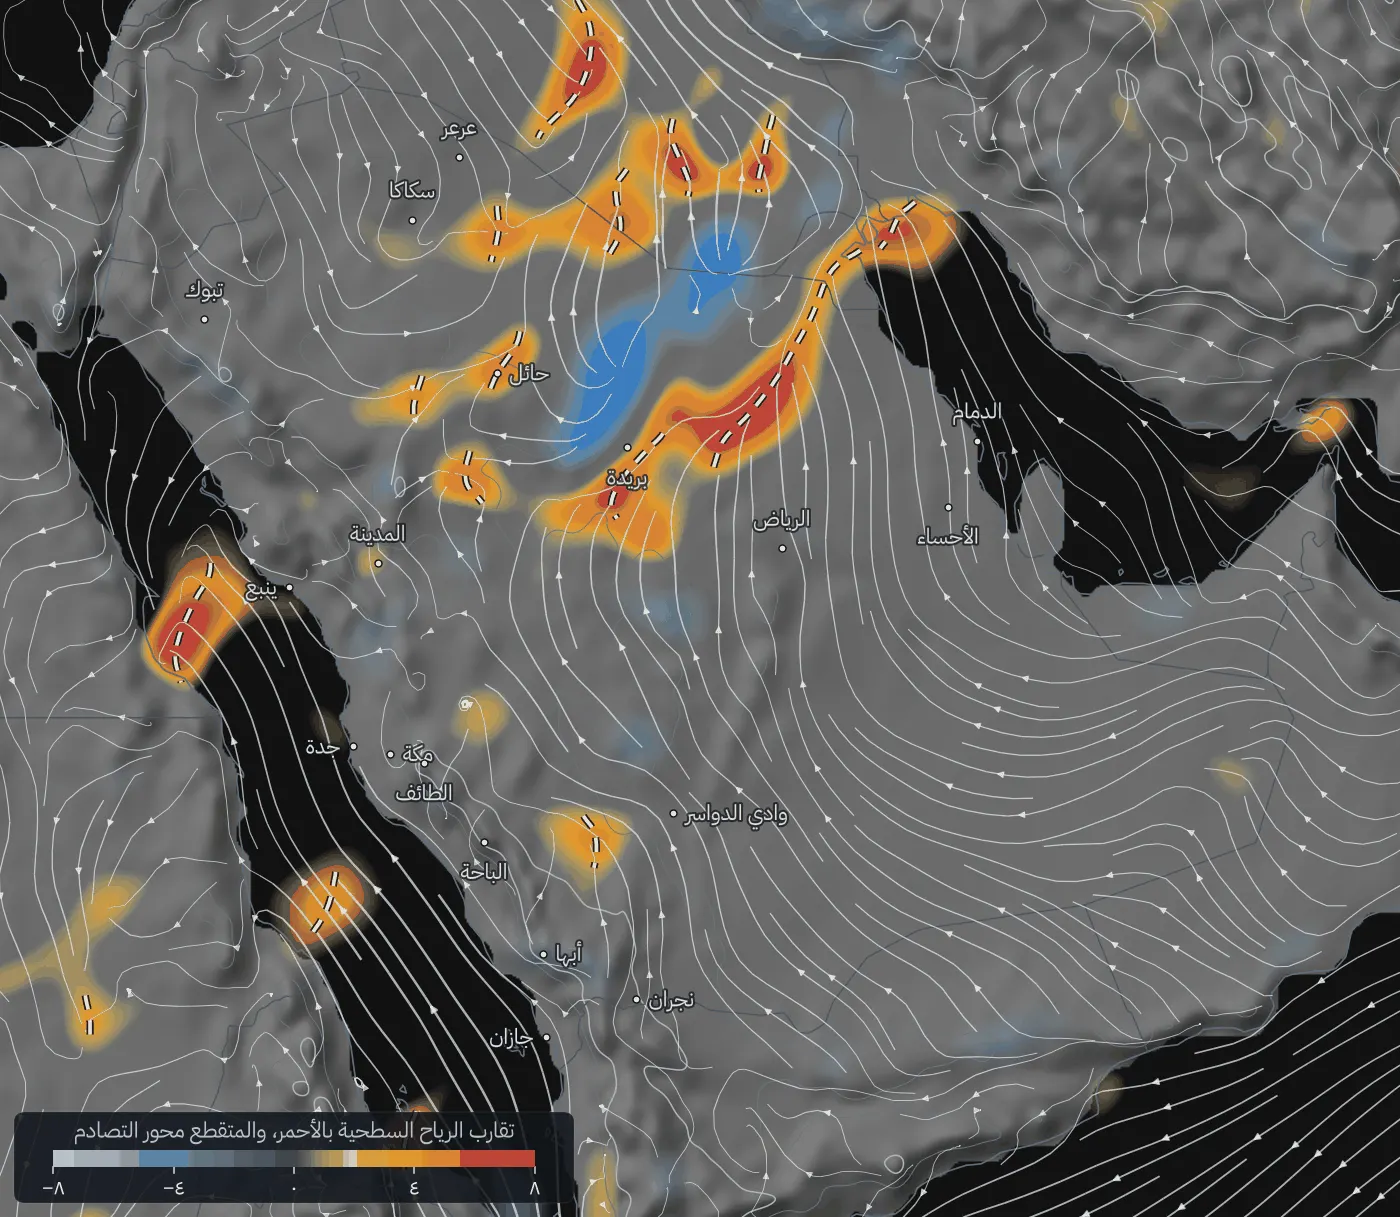 عرعر
سكاكا
تبوك
حائل
الدمام
بريدة
الرياض
المدينة
الأحساء
ينبع
جدة
مكة
الطائف
وادي الدواسر
الباحة
أبها
نجران
جازان
تقارب الرياح السطحية بالأحمر، والمتقطع محور التصادم
−٨ −٤ ٠ ٤ ٨